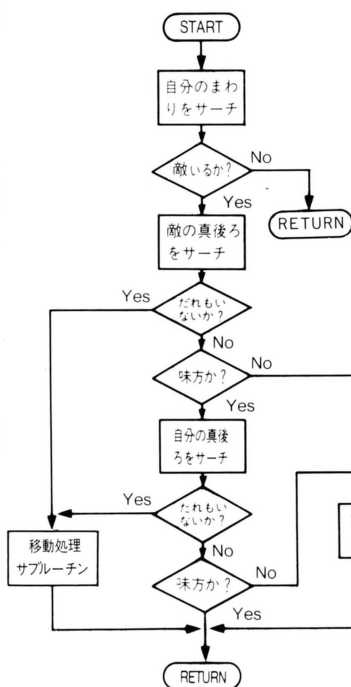 START
自分のまわ
りをサーチ
敵いるか?
No
Yes
RETURN
敵の真後ろ
をサーチ
Yes
だれもい
ないか?
No
味方か?
No
Yes
自分の真後
ろをサーチ
Yes
だれもい
ないか?
No
移動処理
サブルーチン
味方か?
No
Yes
RETURN